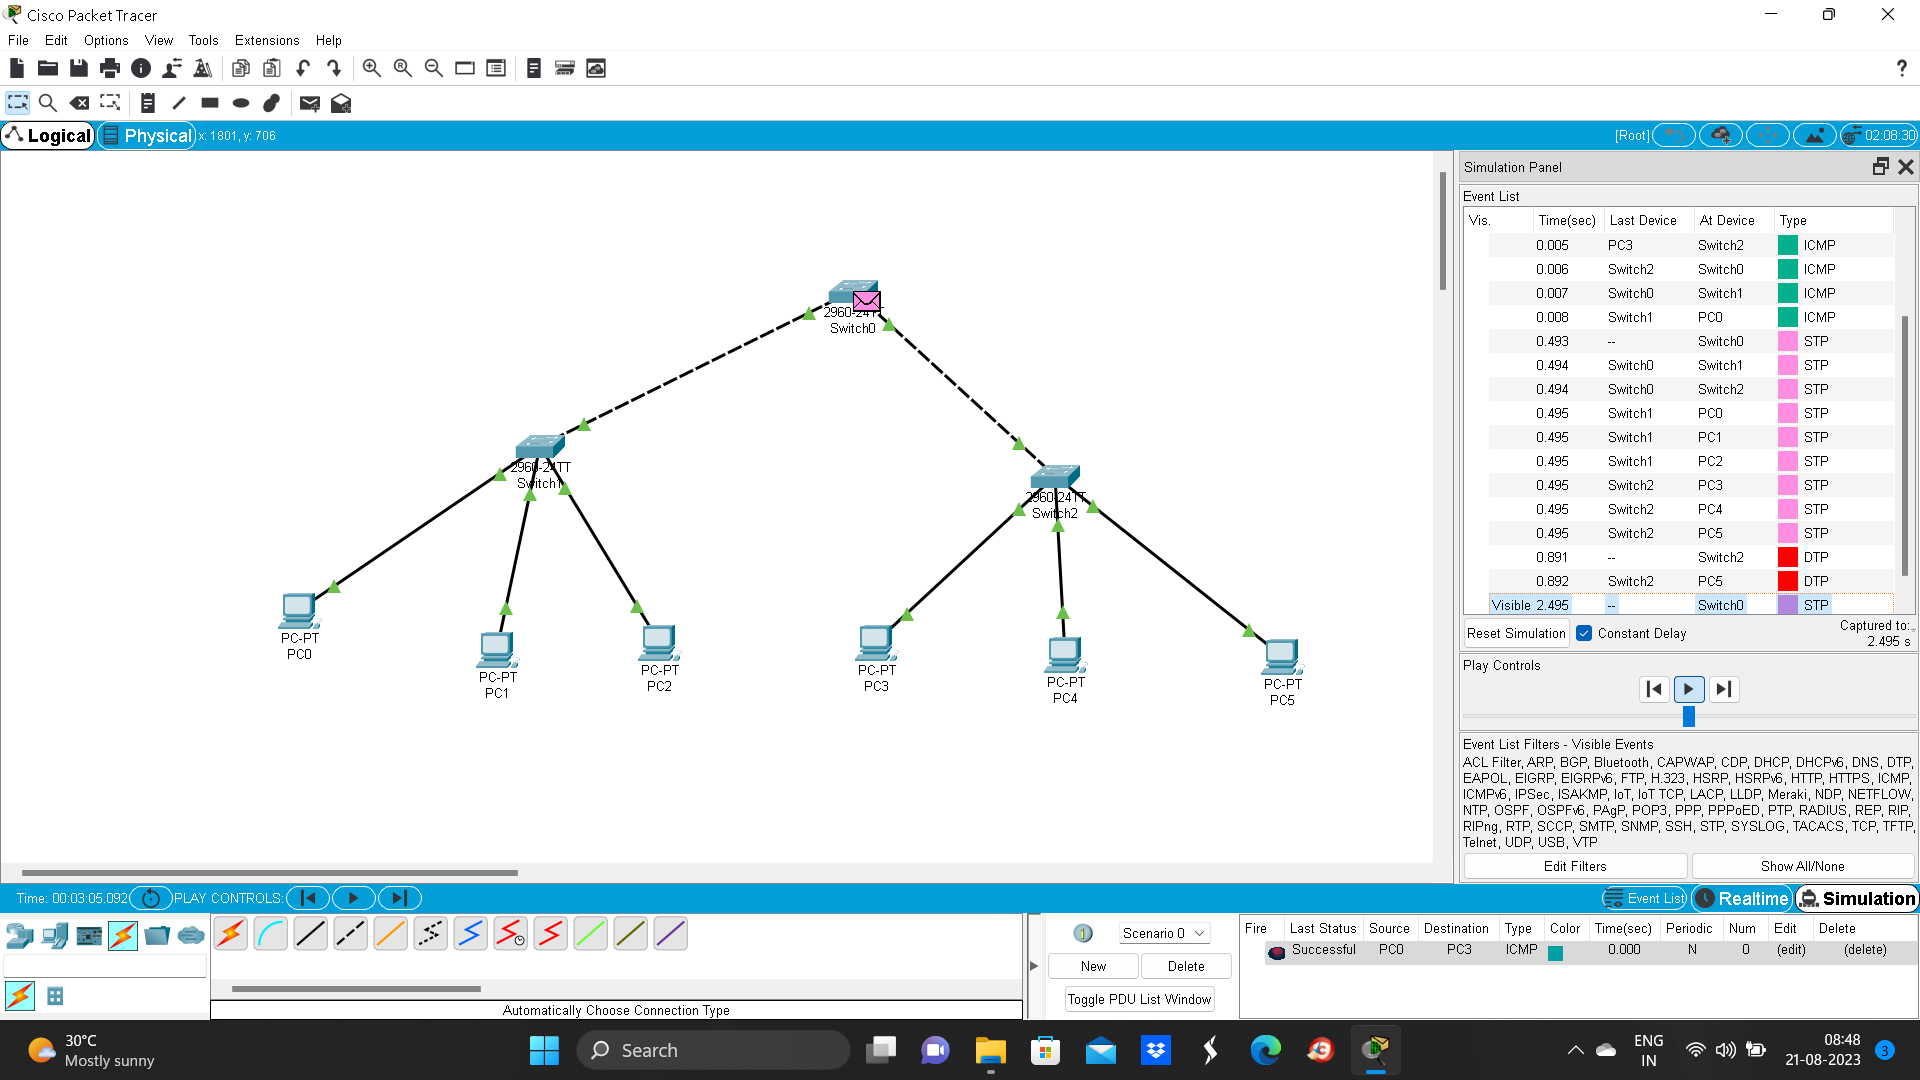 Cisco Packet Tracer
File Edit Options View Tools Extensions Help
?
Logical Physical x: 1801, y: 706 [Root] 02:08:30
Simulation Panel
Event List
Vis. Time(sec) Last Device At Device Type
0.005 PC3 Switch2 ICMP
0.006 Switch2 Switch0 ICMP
0.007 Switch0 Switch1 ICMP
0.008 Switch1 PC0 ICMP
0.493 -- Switch0 STP
0.494 Switch0 Switch1 STP
0.494 Switch0 Switch2 STP
0.495 Switch1 PC0 STP
0.495 Switch1 PC1 STP
0.495 Switch1 PC2 STP
0.495 Switch2 PC3 STP
0.495 Switch2 PC4 STP
0.495 Switch2 PC5 STP
0.891 -- Switch2 DTP
0.892 Switch2 PC5 DTP
Visible 2.495 -- Switch0 STP
Reset Simulation Constant Delay Captured to:
2.495 s
Play Controls
Event List Filters - Visible Events
ACL Filter, ARP, BGP, Bluetooth, CAPWAP, CDP, DHCP, DHCPv6, DNS, DTP,
EAPOL, EIGRP, EIGRPv6, FTP, H.323, HSRP, HSRPv6, HTTP, HTTPS, ICMP,
ICMPv6, IPSec, ISAKMP, IoT, IoT TCP, LACP, LLDP, Meraki, NDP, NETFLOW,
NTP, OSPF, OSPFv6, PAgP, POP3, PPP, PPPoED, PTP, RADIUS, REP, RIP,
RIPng, RTP, SCCP, SMTP, SNMP, SSH, STP, SYSLOG, TACACS, TCP, TFTP,
Telnet, UDP, USB, VTP
Edit Filters Show All/None
2960-24TT
Switch0
2960-24TT
Switch1
2960-24TT
Switch2
PC-PT
PC0
PC-PT
PC1
PC-PT
PC2
PC-PT
PC3
PC-PT
PC4
PC-PT
PC5
Time: 00:03:05.092 PLAY CONTROLS: Event List Realtime Simulation
Automatically Choose Connection Type
Scenario 0
New Delete
Toggle PDU List Window
Fire Last Status Source Destination Type Color Time(sec) Periodic Num Edit Delete
Successful PC0 PC3 ICMP 0.000 N 0 (edit) (delete)
30°C
Mostly sunny
Search
ENG
IN
08:48
21-08-2023
3